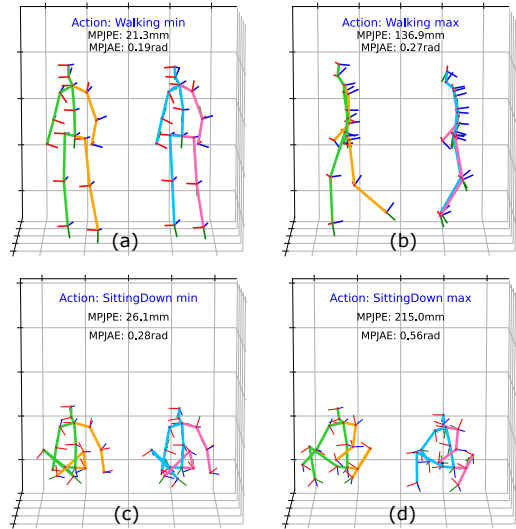 Action: Walking min
MPJPE: 21.3mm
MPJAE: 0.19rad
(a)
Action: Walking max
MPJPE: 136.9mm
MPJAE: 0.27rad
(b)
Action: SittingDown min
MPJPE: 26.1mm
MPJAE: 0.28rad
(c)
Action: SittingDown max
MPJPE: 215.0mm
MPJAE: 0.56rad
(d)